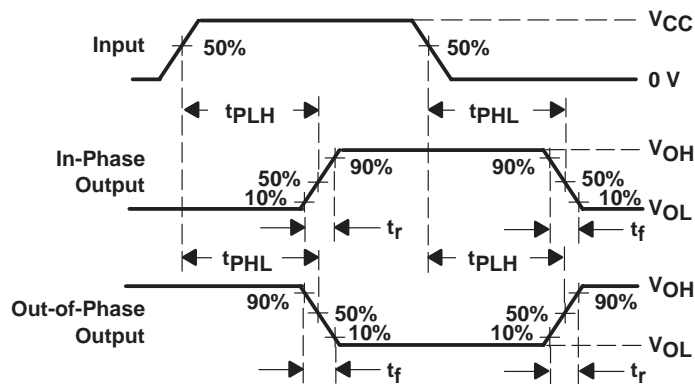 VCC
Input
50%
50%
0 V
tPLH
tPHL
In-Phase
Output
VOH
90%
90%
50%
50%
10%
10%
VOL
tr
tf
tPHL
tPLH
Out-of-Phase
Output
VOH
90%
90%
50%
50%
10%
10%
VOL
tf
tr